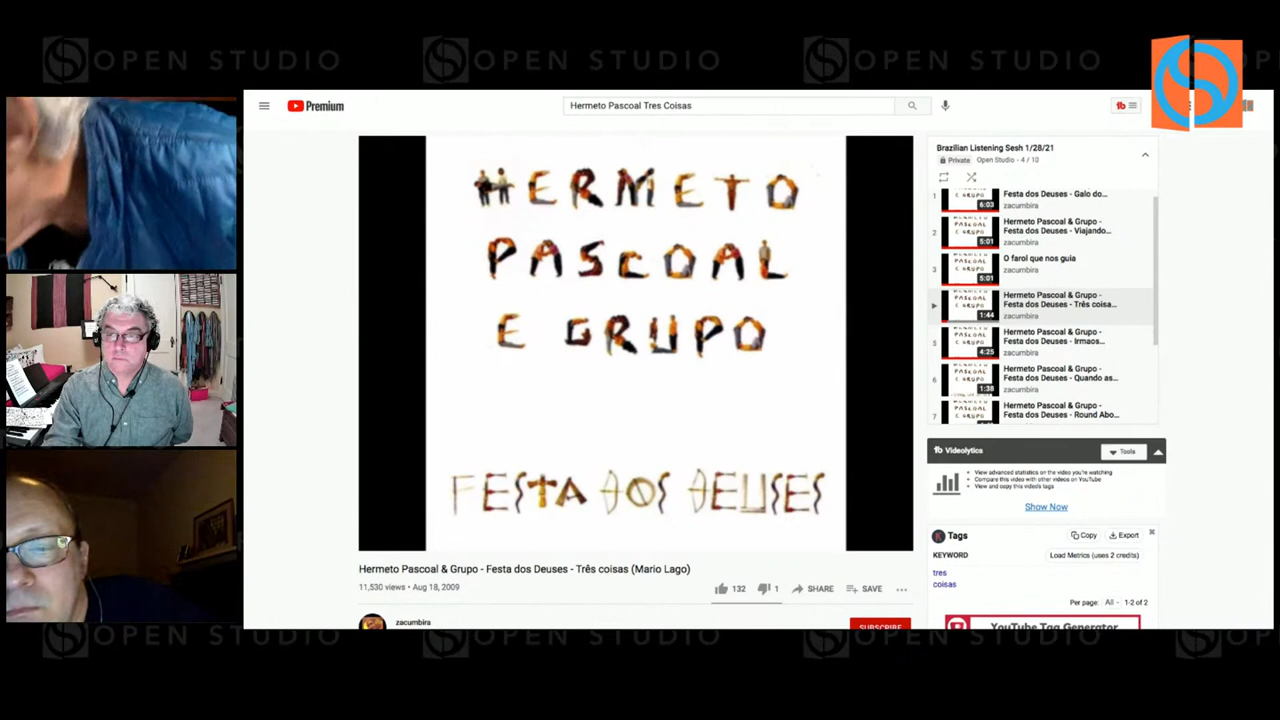 OPEN STUDIO OPEN STUDIO OPEN STUDIO
Premium
Hermeto Pascoal Tres Coisas
HERMETO
PASCOAL
E GRUPO
FESTA DOS DEUSES
Hermeto Pascoal & Grupo - Festa dos Deuses - Três coisas (Mario Lago)
11,530 views • Aug 18, 2009
132
1
SHARE
SAVE
zacumbira
SUBSCRIBE
Brazilian Listening Sesh 1/28/21
Private Open Studio - 4 / 10
1
6:03
Festa dos Deuses - Galo do...
zacumbira
2
5:01
Hermeto Pascoal & Grupo -
Festa dos Deuses - Viajando...
zacumbira
3
5:01
O farol que nos guia
zacumbira
1:44
Hermeto Pascoal & Grupo -
Festa dos Deuses - Três coisa...
zacumbira
5
4:25
Hermeto Pascoal & Grupo -
Festa dos Deuses - Irmaos...
zacumbira
6
1:38
Hermeto Pascoal & Grupo -
Festa dos Deuses - Quando as...
zacumbira
7
Hermeto Pascoal & Grupo -
Festa dos Deuses - Round Abo...
zacumbira
Videolytics
Tools
• View advanced statistics on the video you're watching
• Compare this video with other videos on YouTube
• View and copy this video's tags
Show Now
Tags
Copy Export
KEYWORD
Load Metrics (uses 2 credits)
tres
coisas
Per page: All 1-2 of 2
YouTube Tag Generator
OPEN STUDIO OPEN STUDIO OPEN STUDIO